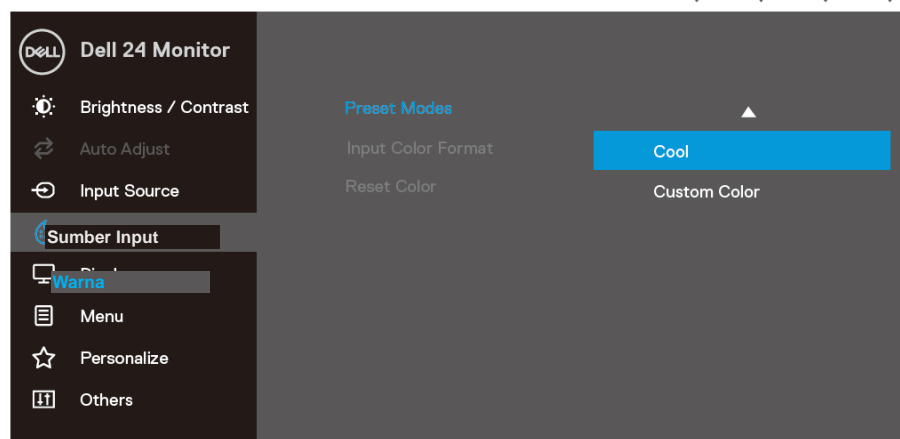 DELL Dell 24 Monitor
Brightness / Contrast
Auto Adjust
Input Source
Sumber Input
Warna
Menu
Personalize
Others
Preset Modes
Input Color Format
Reset Color
Cool
Custom Color